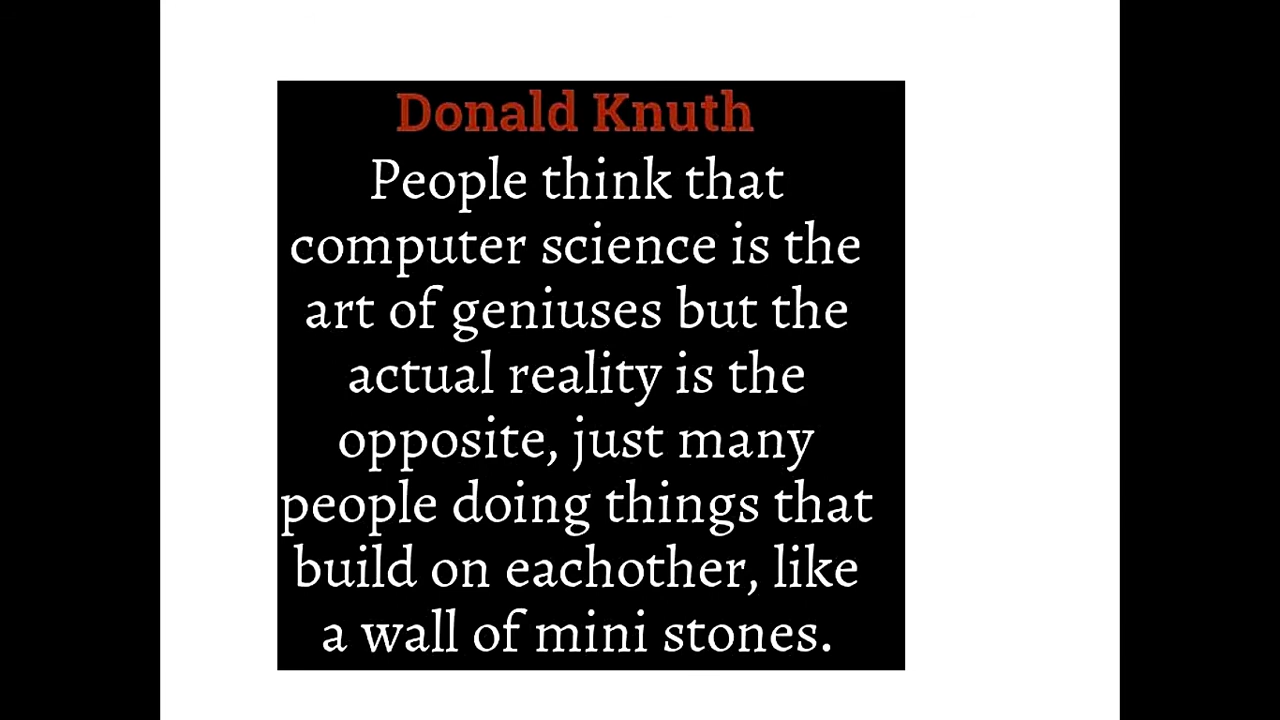 Donald Knuth
People think that
computer science is the
art of geniuses but the
actual reality is the
opposite, just many
people doing things that
build on eachother, like
a wall of mini stones.